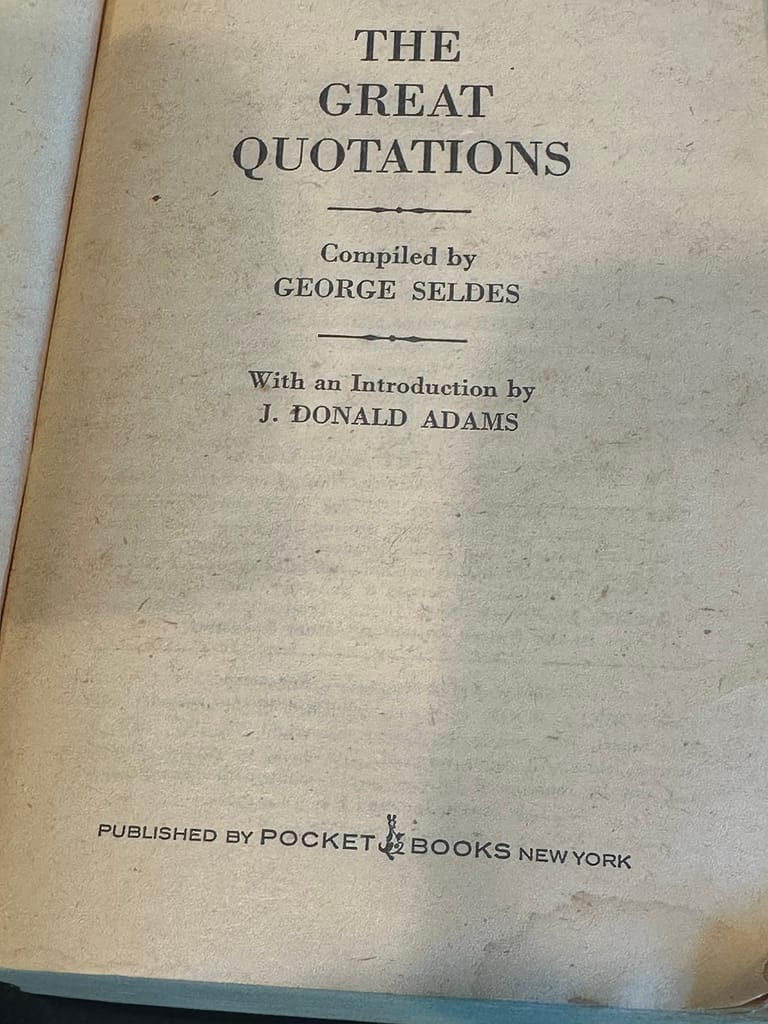 THE
GREAT
QUOTATIONS
Compiled by
GEORGE SELDES
With an Introduction by
J. DONALD ADAMS
PUBLISHED BY POCKET BOOKS NEW YORK